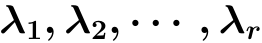 λ₁, λ₂, ⋯ , λᵣ